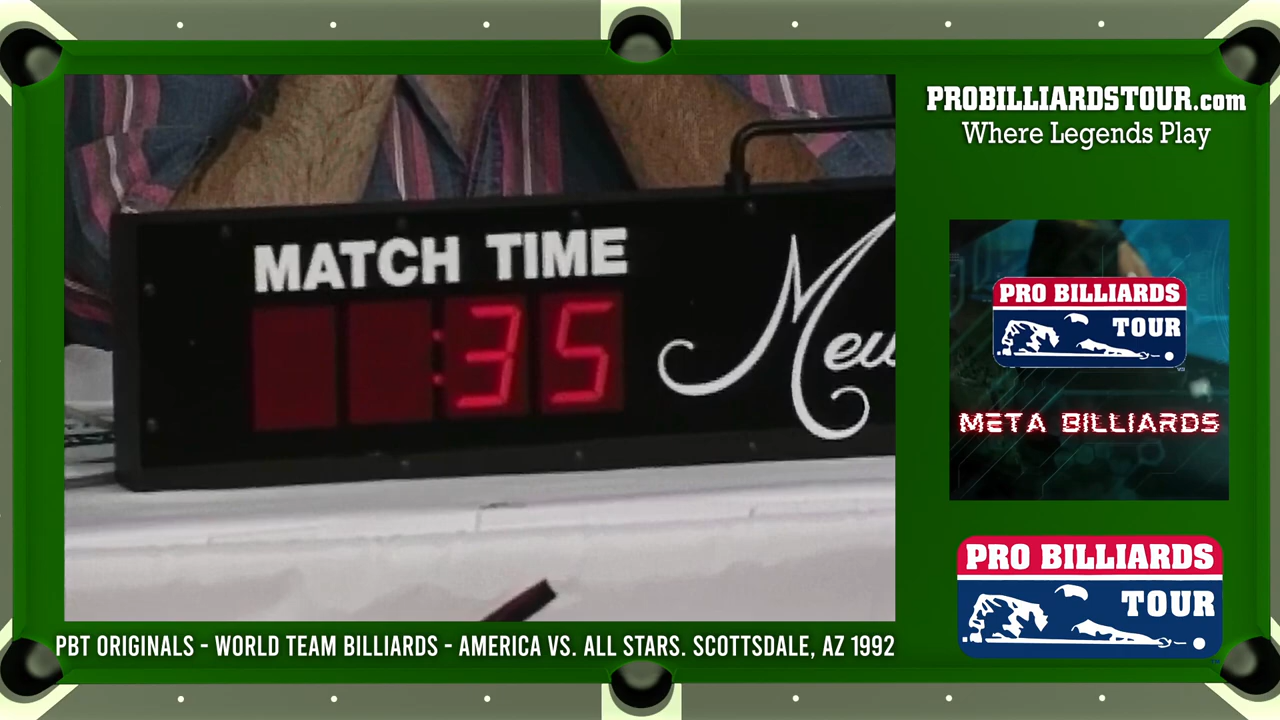 PROBILLIARDSTOUR.com
Where Legends Play
MATCH TIME
:35
PRO BILLIARDS
TOUR
META BILLIARDS
PRO BILLIARDS
TOUR
PBT ORIGINALS - WORLD TEAM BILLIARDS - AMERICA VS. ALL STARS. SCOTTSDALE, AZ 1992